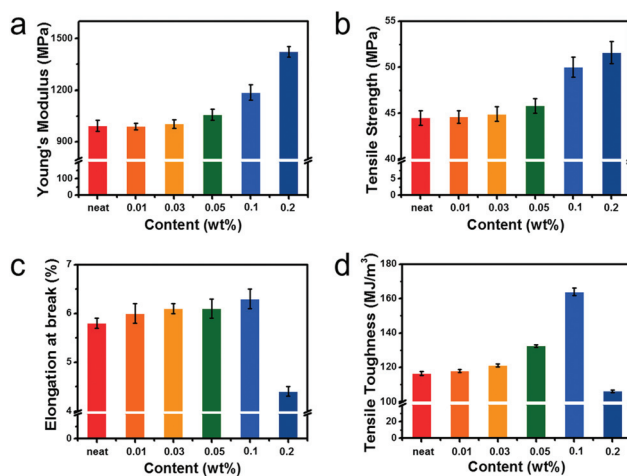 a
Young's Modulus (MPa)
1500
1200
900
100
0
neat 0.01 0.03 0.05 0.1 0.2
Content (wt%)
b
Tensile Strength (MPa)
50
45
40
5
0
neat 0.01 0.03 0.05 0.1 0.2
Content (wt%)
c
Elongation at break (%)
7
6
5
4
0
neat 0.01 0.03 0.05 0.1 0.2
Content (wt%)
d
Tensile Toughness (MJ/m³)
180
160
140
120
100
20
0
neat 0.01 0.03 0.05 0.1 0.2
Content (wt%)